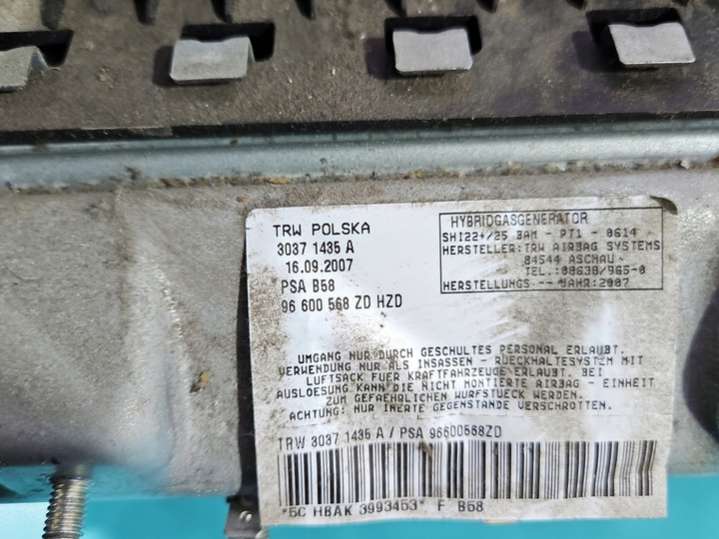 TRW POLSKA
3037 1435 A
16.09.2007
PSA B58
96 600 568 ZD HZD
HYBRIDGASGENERATOR
SHI22+/25 BAM - PT1 - 0614
HERSTELLER:TRW AIRBAG SYSTEMS
84544 ASCHAU
TEL.:08638/965-0
HERSTELLUNGS -- JAHR:2007
UMGANG NUR DURCH GESCHULTES PERSONAL ERLAUBT.
VERWENDUNG NUR ALS INSASSEN - RUECKHALTESYSTEM MIT
LUFTSACK FUER KRAFTFAHRZEUGE ERLAUBT. BEI
AUSLOESUNG KANN DIE NICHT MONTIERTE AIRBAG - EINHEIT
ZUM GEFAEHRLICHEN WURFSTUECK WERDEN.
ACHTUNG: NUR INERTE GEGENSTANDE VERSCHROTTEN.
TRW 3037 1435 A / PSA 96600568ZD
*5C HBAK 3993453* F B58